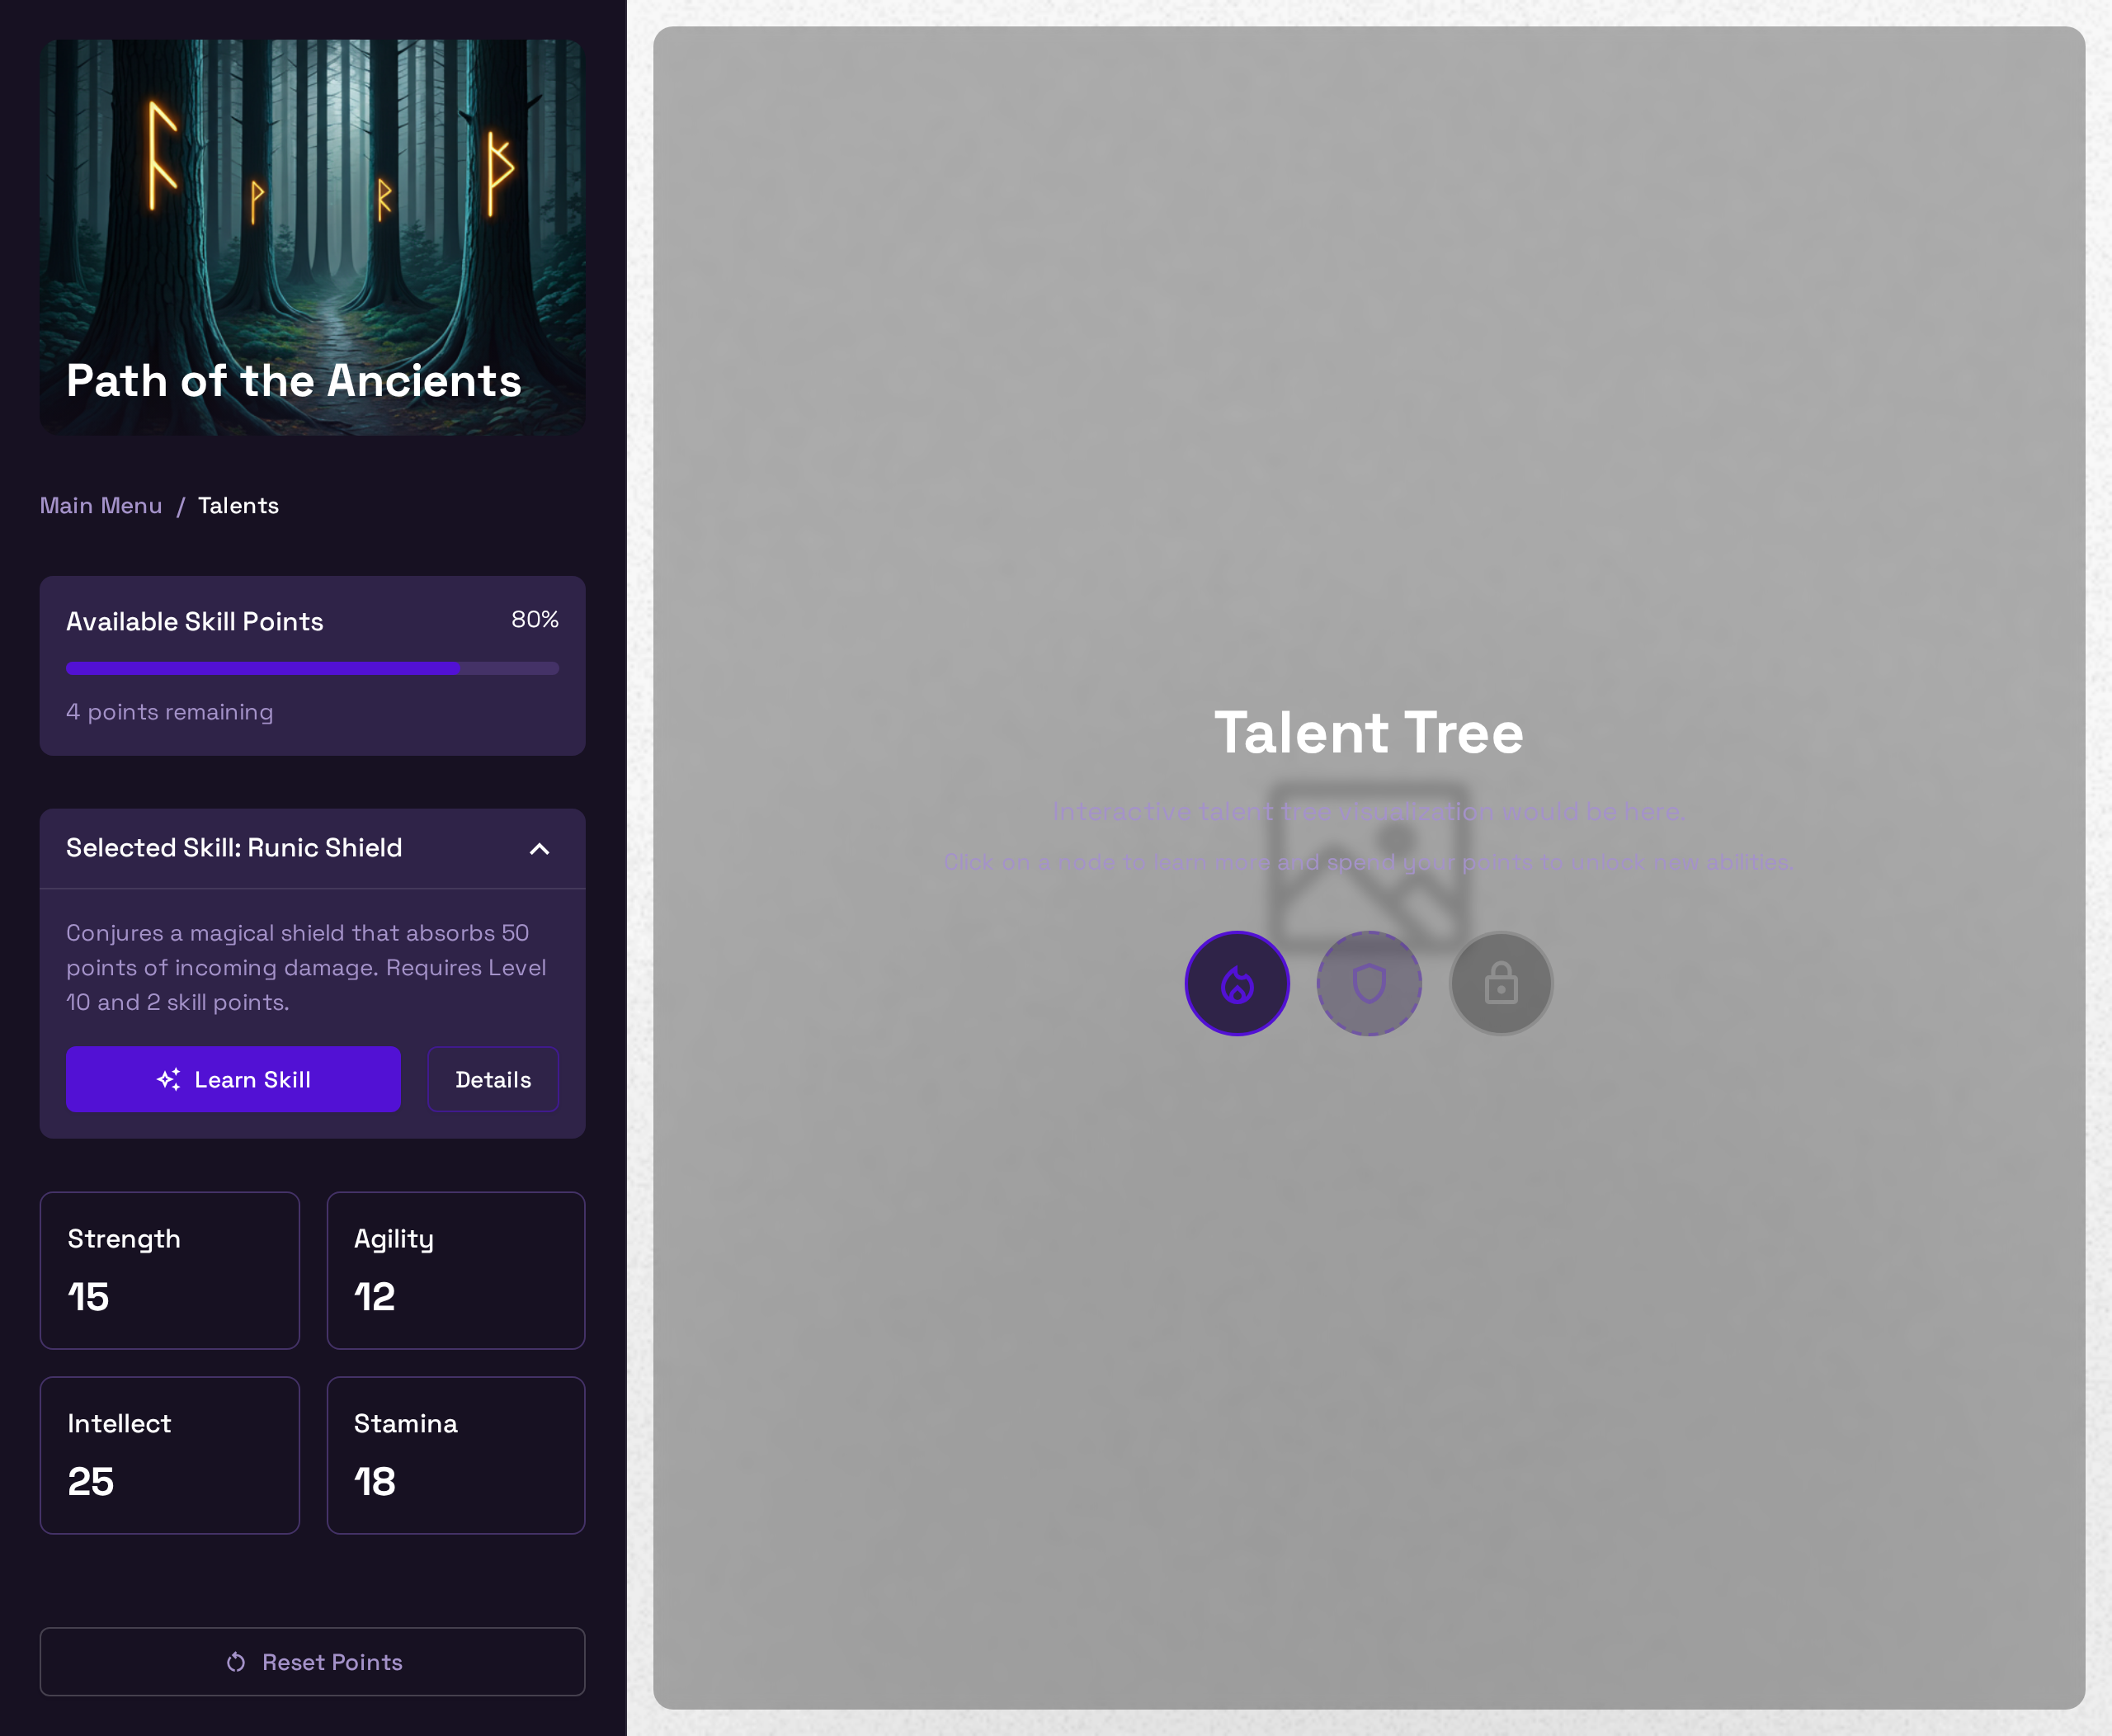 ᚨ
ᚹ
ᚱ
Path of the Ancients
Main Menu / Talents
Available Skill Points
80%
4 points remaining
Selected Skill: Runic Shield
Conjures a magical shield that absorbs 50
points of incoming damage. Requires Level
10 and 2 skill points.
Learn Skill
Details
Strength
15
Agility
12
Intellect
25
Stamina
18
Reset Points
Talent Tree
Interactive talent tree visualization would be here.
Click on a node to learn more and spend your points to unlock new abilities.